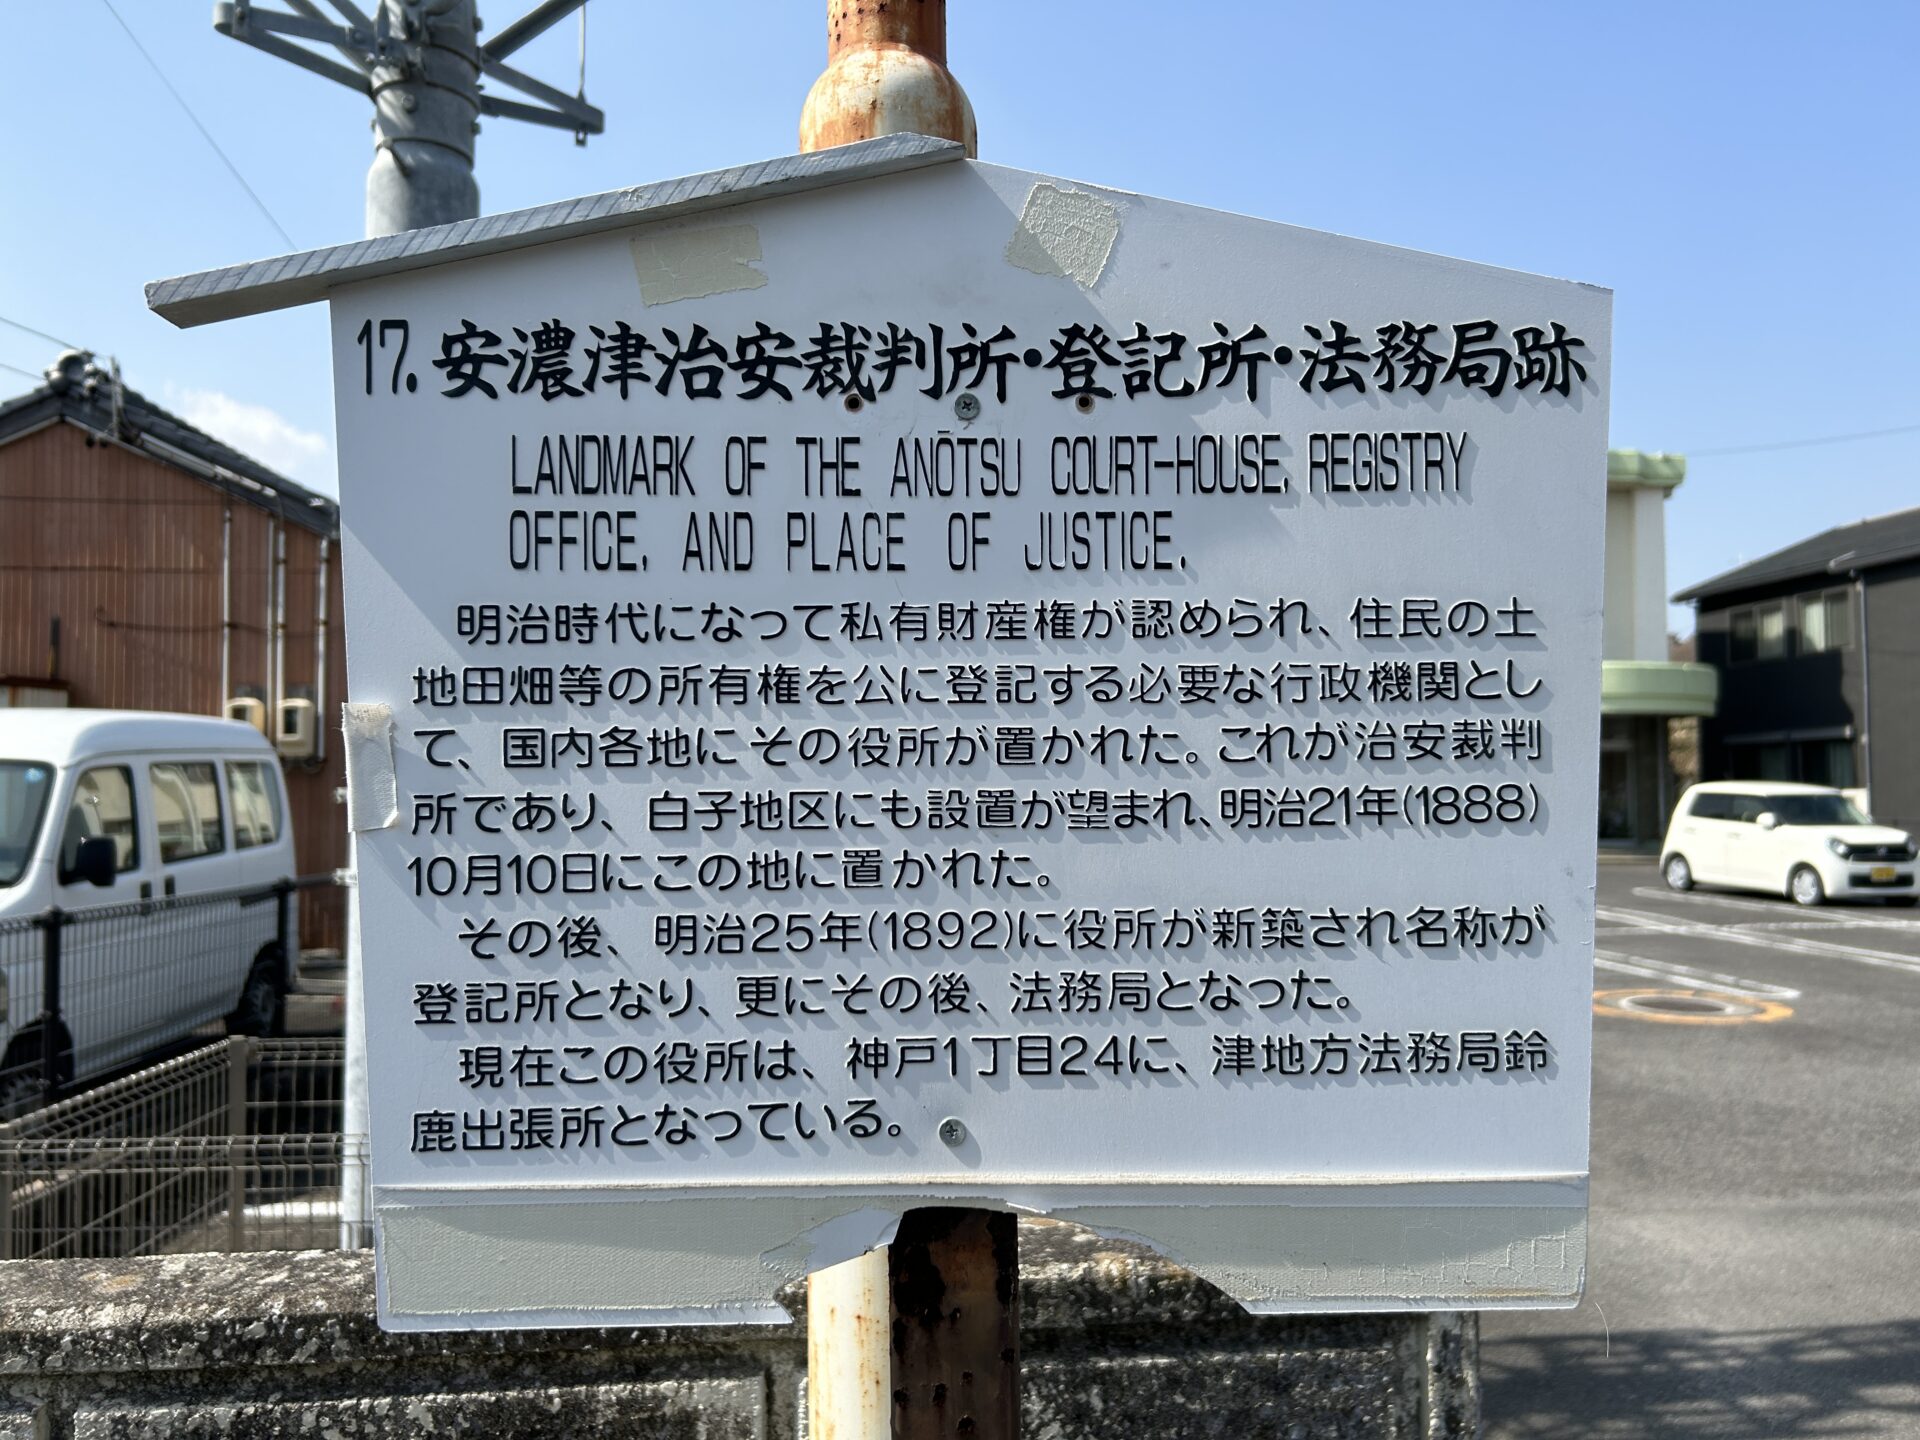 17.安濃津治安裁判所・登記所・法務局跡
LANDMARK OF THE ANŌTSU COURT-HOUSE, REGISTRY
OFFICE, AND PLACE OF JUSTICE.
明治時代になって私有財産権が認められ、住民の土
地田畑等の所有権を公に登記する必要な行政機関とし
て、国内各地にその役所が置かれた。これが治安裁判
所であり、白子地区にも設置が望まれ、明治21年(1888)
10月10日にこの地に置かれた。
その後、明治25年(1892)に役所が新築され名称が
登記所となり、更にその後、法務局となった。
現在この役所は、神戸1丁目24に、津地方法務局鈴
鹿出張所となっている。